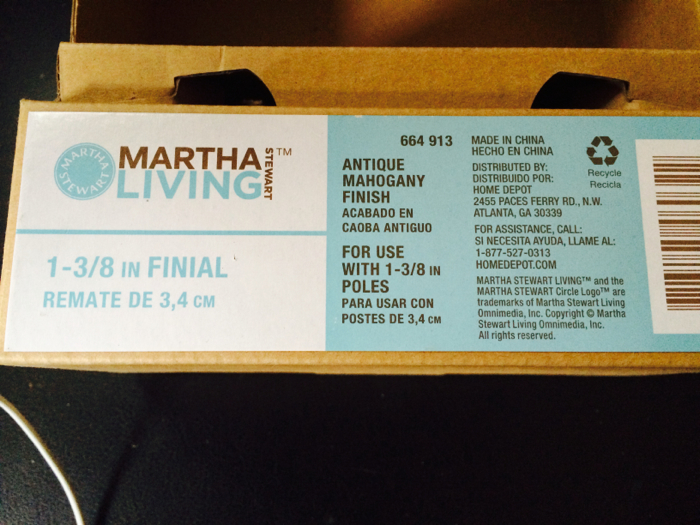 MARTHA STEWART
MARTHA STEWART™
LIVING
1-3/8 IN FINIAL
REMATE DE 3,4 CM
664 913
ANTIQUE
MAHOGANY
FINISH
ACABADO EN
CAOBA ANTIGUO
FOR USE
WITH 1-3/8 IN
POLES
PARA USAR CON
POSTES DE 3,4 CM
MADE IN CHINA
HECHO EN CHINA
DISTRIBUTED BY:
DISTRIBUIDO POR:
HOME DEPOT
2455 PACES FERRY RD., N.W.
ATLANTA, GA 30339
FOR ASSISTANCE, CALL:
SI NECESITA AYUDA, LLAME AL:
1-877-527-0313
HOMEDEPOT.COM
MARTHA STEWART LIVING™ and the
MARTHA STEWART Circle Logo™ are
trademarks of Martha Stewart Living
Omnimedia, Inc. Copyright © Martha
Stewart Living Omnimedia, Inc.
All rights reserved.
Recycle
Recicla